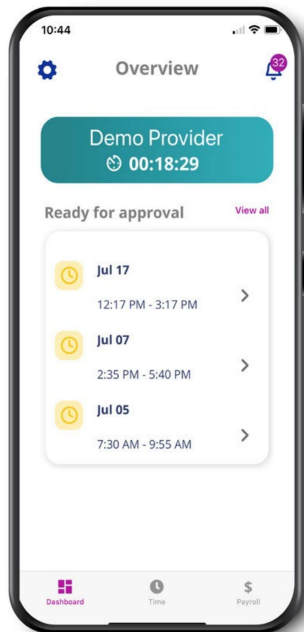 10:44
Overview
32
Demo Provider
00:18:29
Ready for approval
View all
Jul 17
12:17 PM - 3:17 PM
Jul 07
2:35 PM - 5:40 PM
Jul 05
7:30 AM - 9:55 AM
Dashboard
Time
$
Payroll